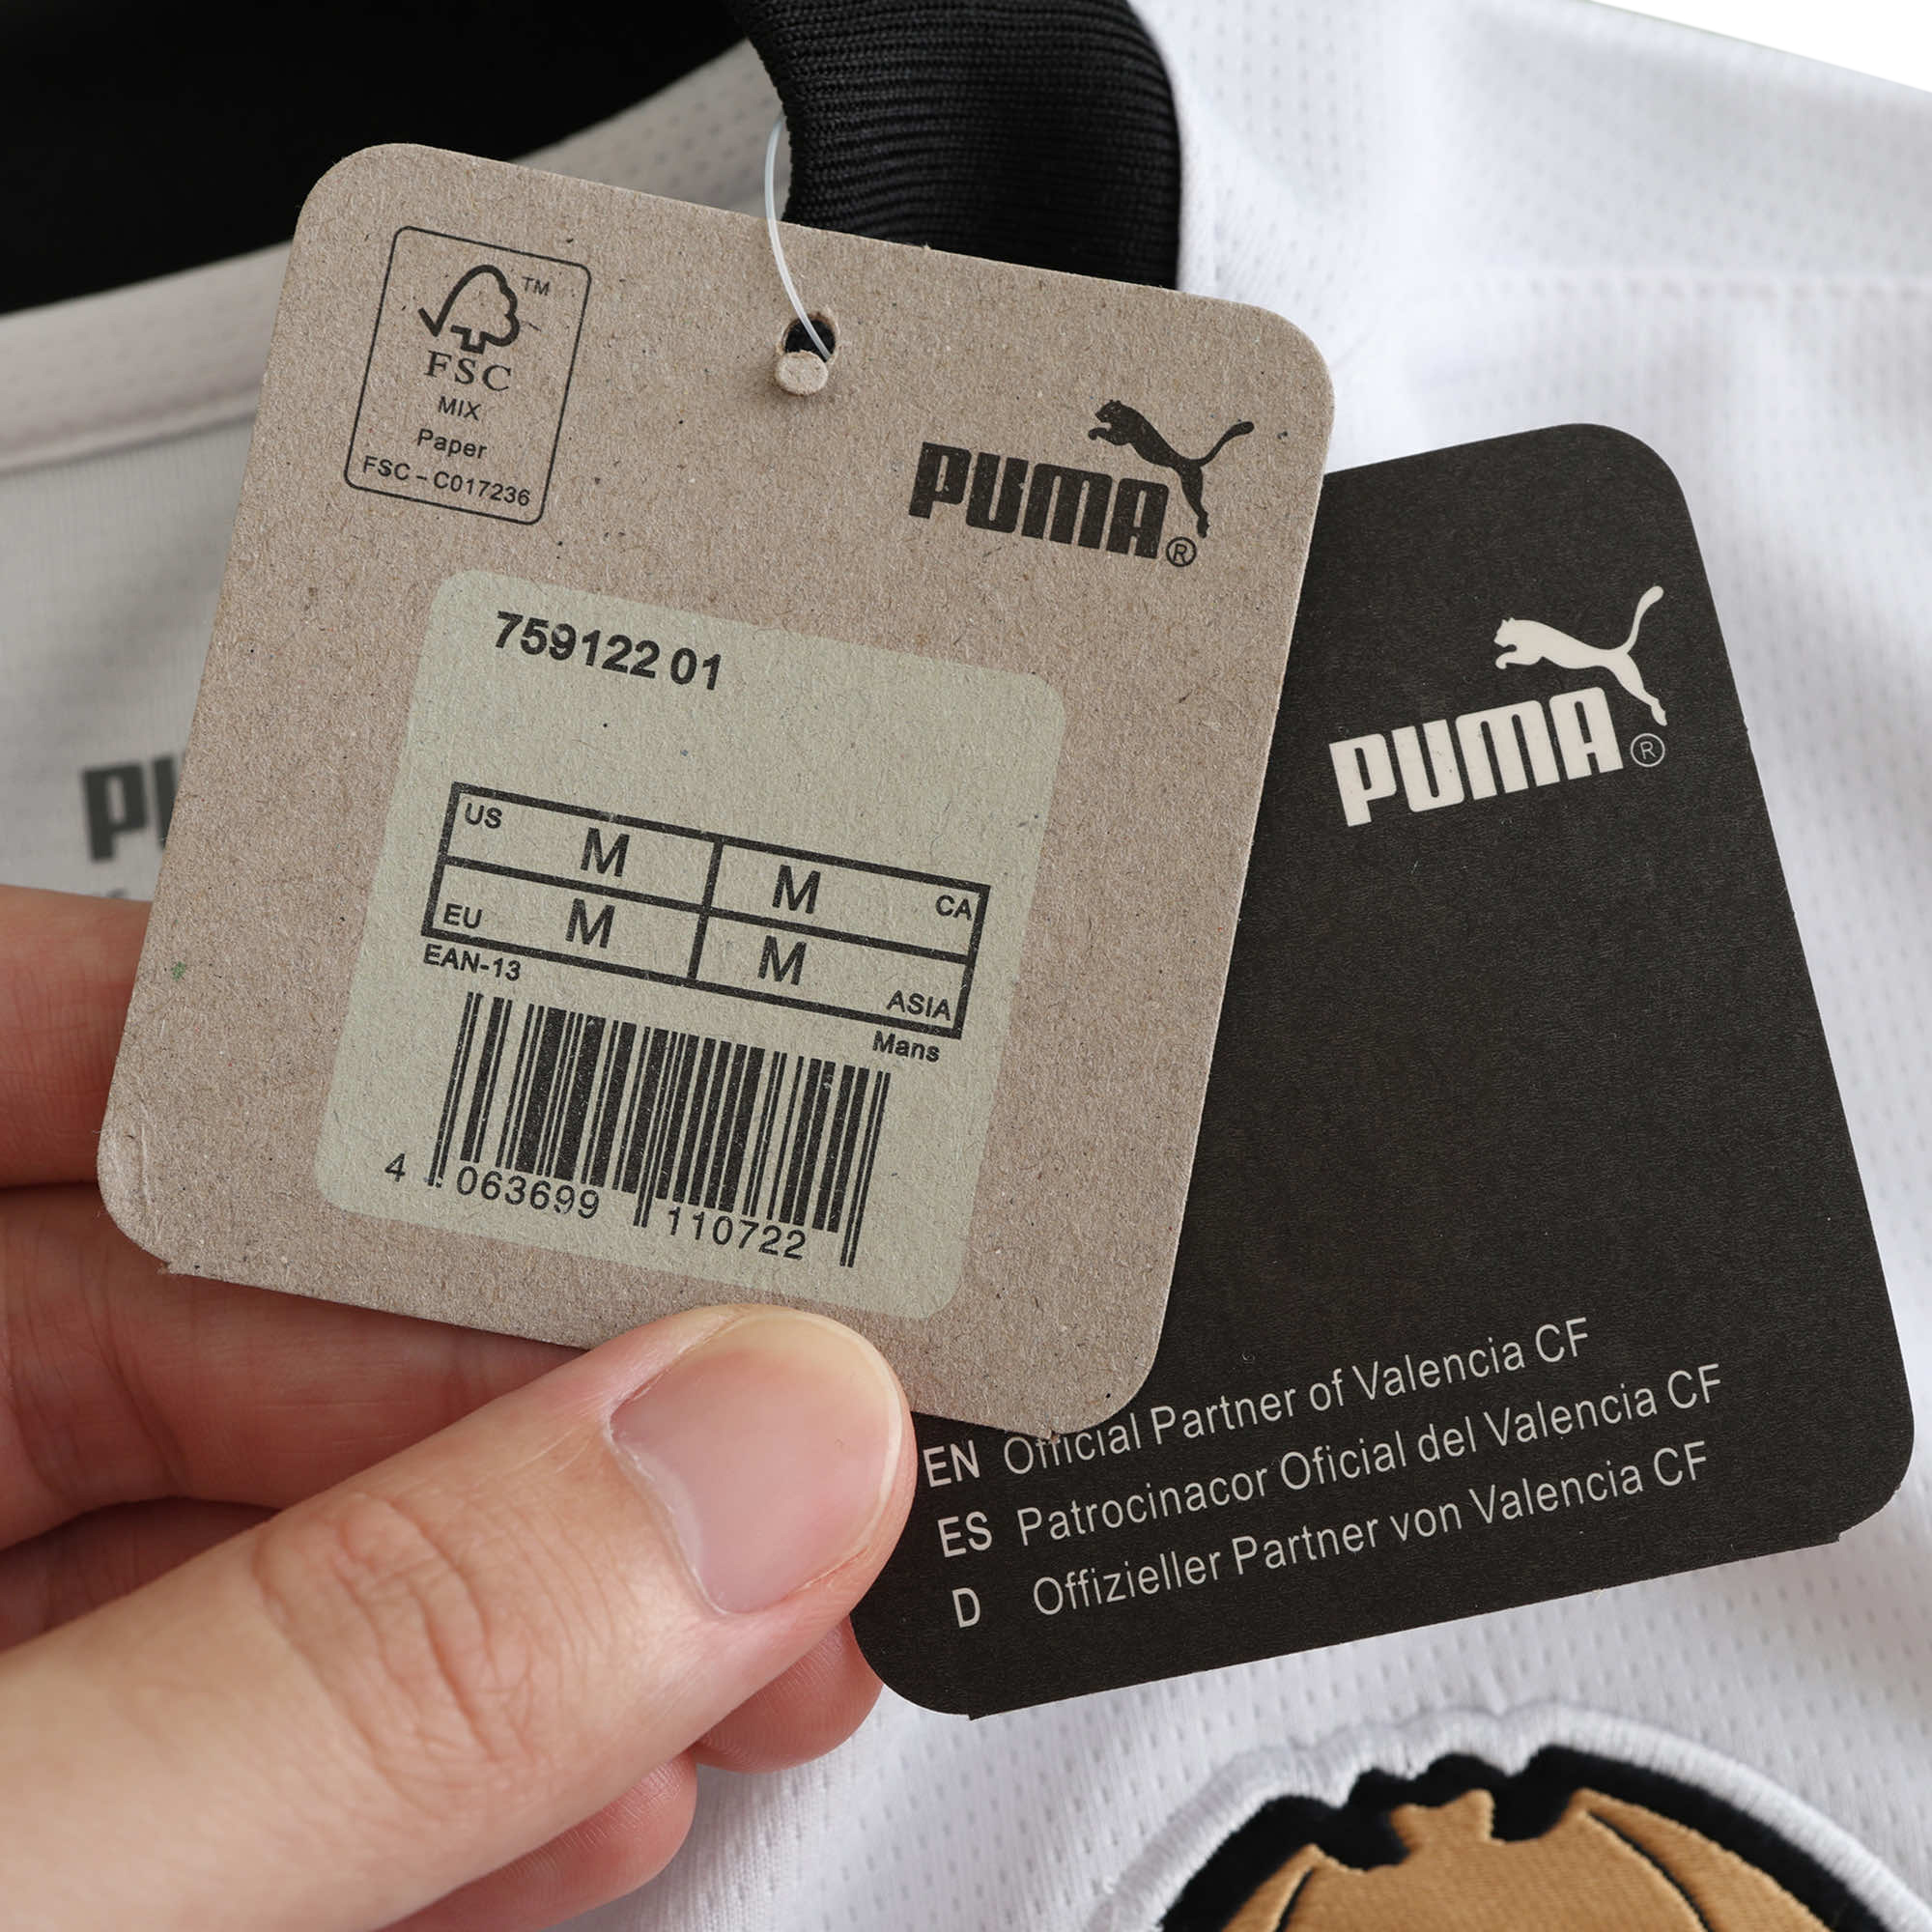 TM
FSC
MIX
Paper
FSC – C017236
PUMA®
759122 01
US M M CA
EU M M ASIA
EAN-13
Mans
4 063699 110722
PUMA®
EN Official Partner of Valencia CF
ES Patrocinacor Oficial del Valencia CF
D Offizieller Partner von Valencia CF